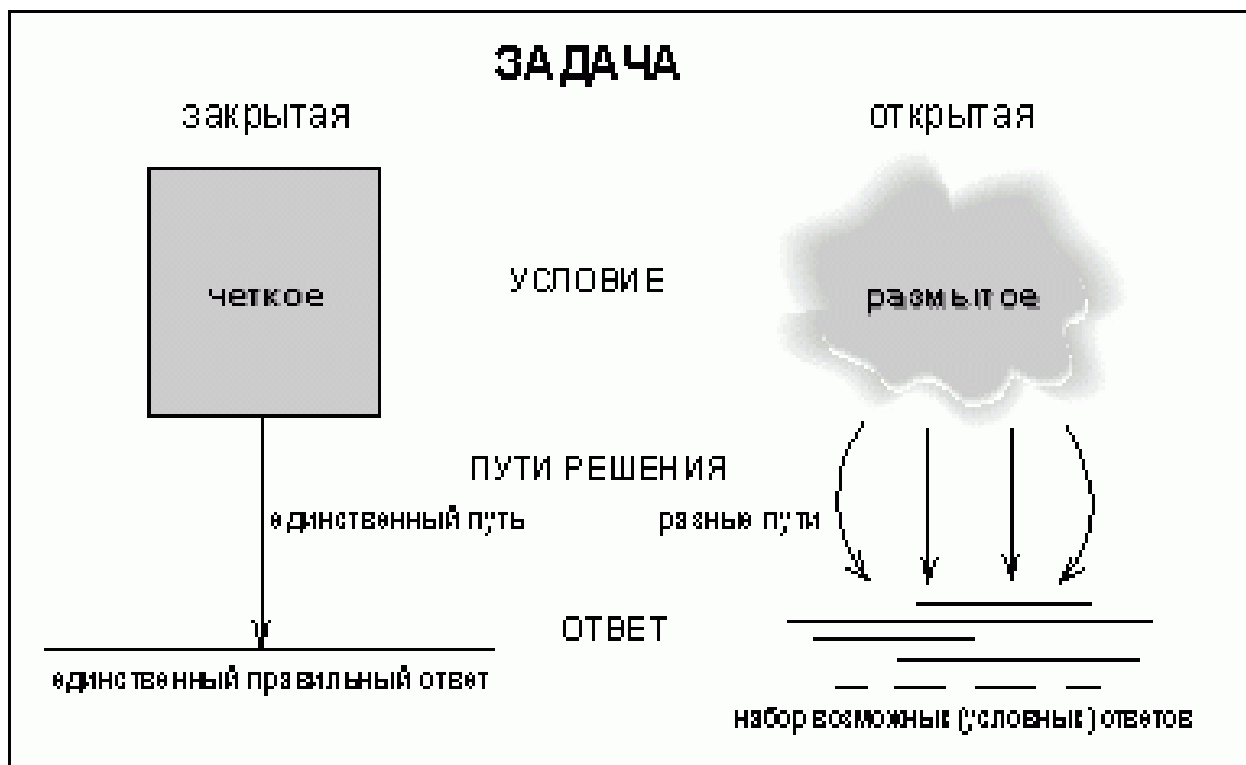 ЗАДАЧА
закрытая открытая
четкое УСЛОВИЕ размытое
ПУТИ РЕШЕНИЯ
единственный путь разные пути
ОТВЕТ
единственный правильный ответ
набор возможных (условных) ответов